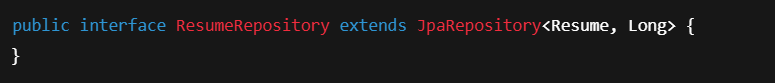 public interface ResumeRepository extends JpaRepository<Resume, Long> {
}